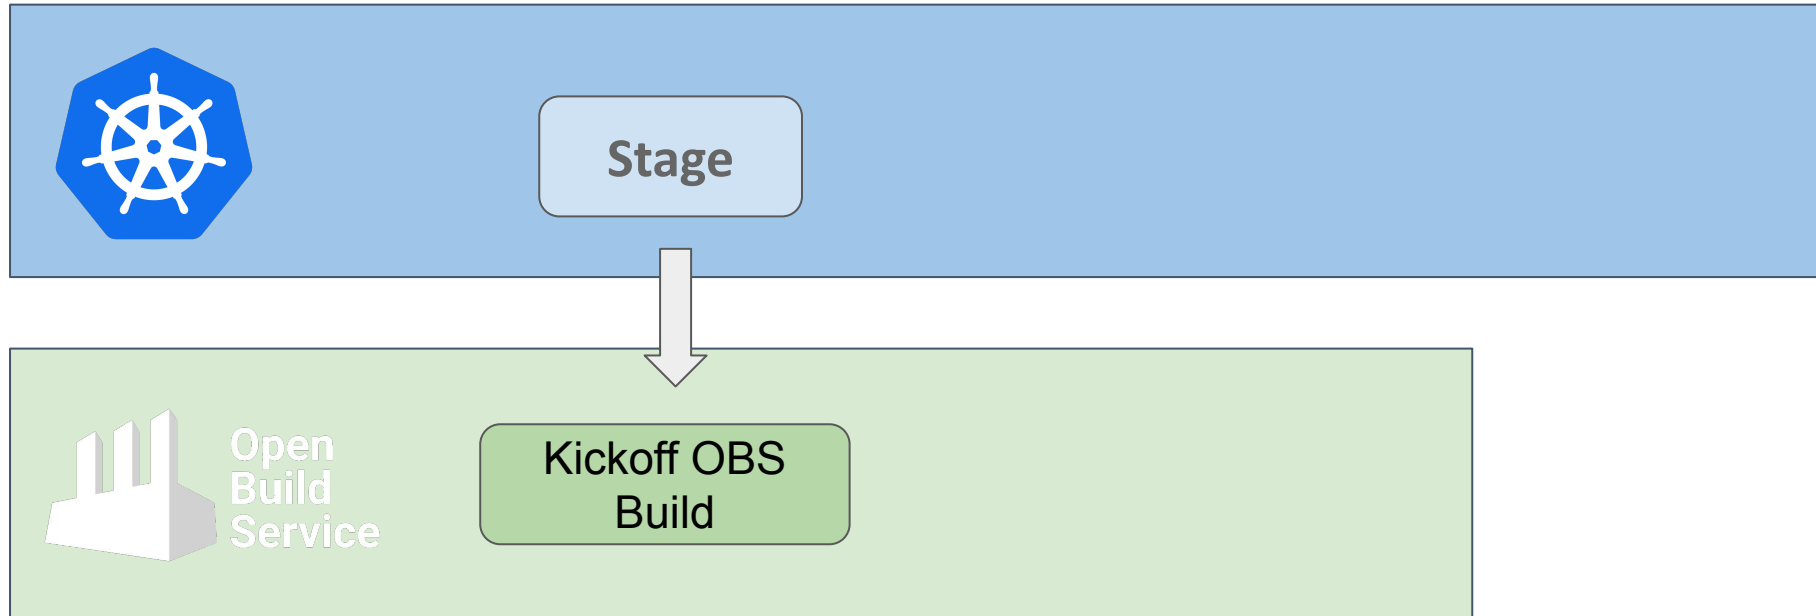 Stage
Open
Build
Service
Kickoff OBS
Build